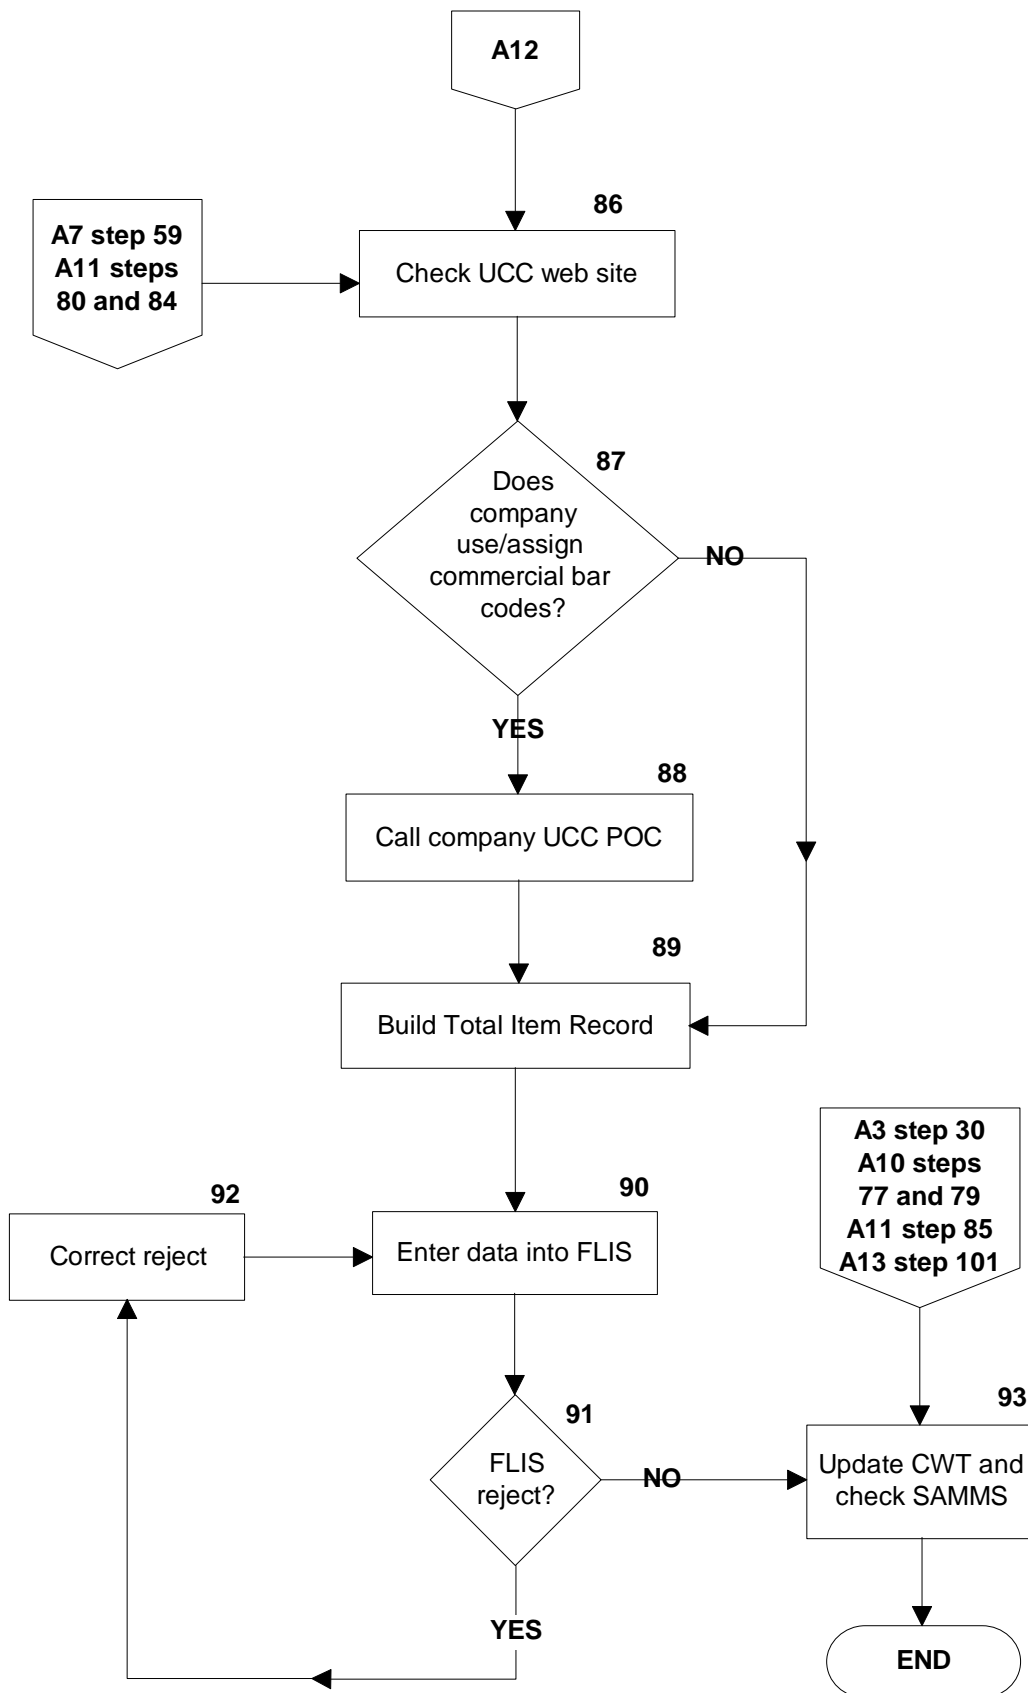 A12
86
A7 step 59
A11 steps
80 and 84
Check UCC web site
87
Does
company
use/assign
commercial bar
codes?
NO
YES
88
Call company UCC POC
89
Build Total Item Record
A3 step 30
A10 steps
77 and 79
A11 step 85
A13 step 101
92
90
Correct reject
Enter data into FLIS
91
93
FLIS
reject?
NO
Update CWT and
check SAMMS
YES
END